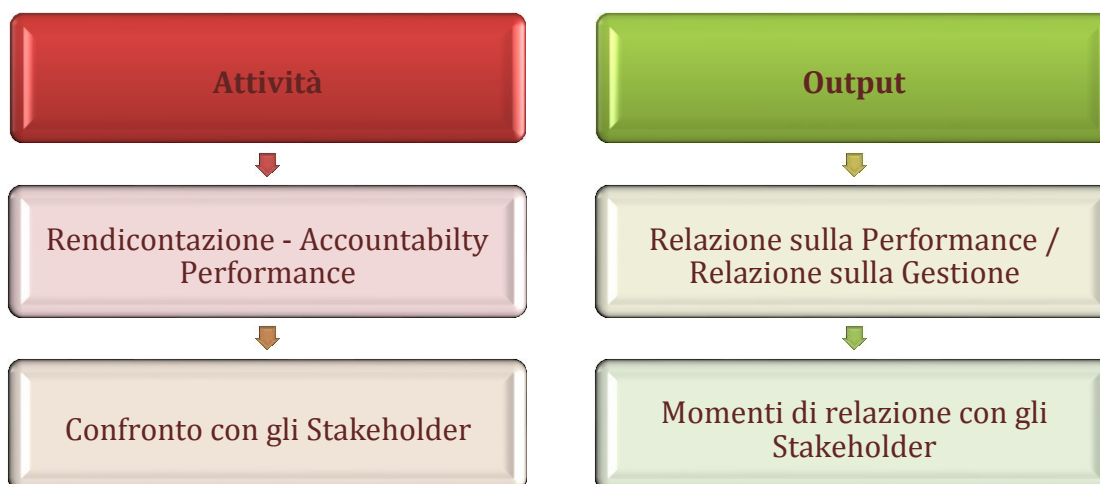 Attività
Rendicontazione - Accountabilty
Performance
Confronto con gli Stakeholder
Output
Relazione sulla Performance /
Relazione sulla Gestione
Momenti di relazione con gli
Stakeholder